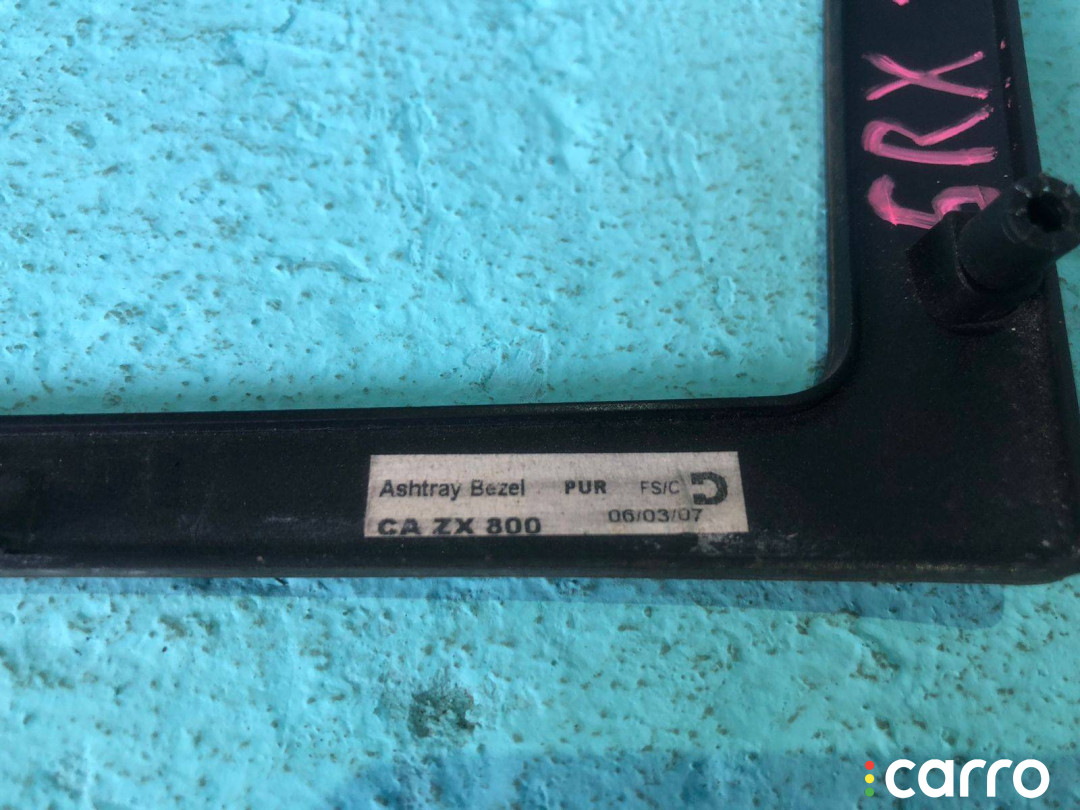 SRX
Ashtray Bezel PUR FS/C
CA ZX 800 06/03/07
carro